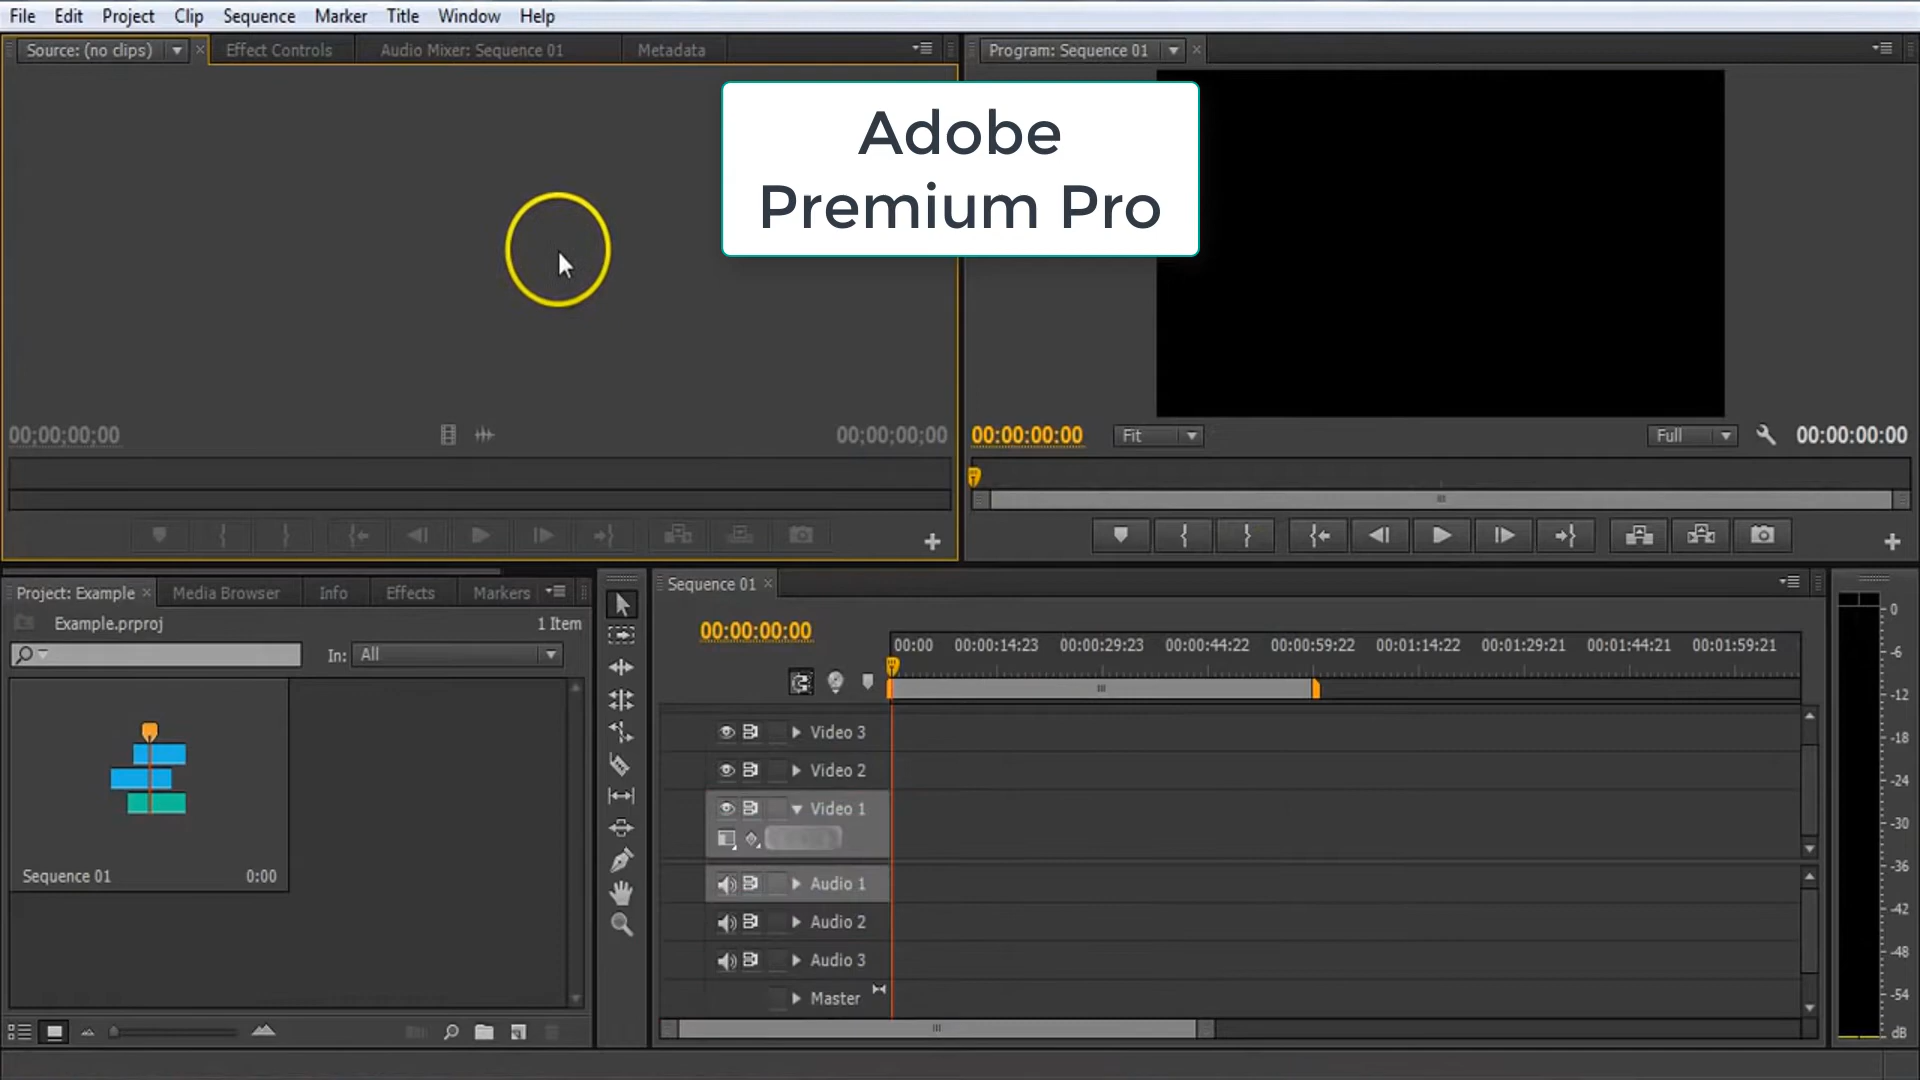 File Edit Project Clip Sequence Marker Title Window Help
Source: (no clips) Effect Controls Audio Mixer: Sequence 01 Metadata
Program: Sequence 01
Adobe
Premium Pro
00;00;00;00 00;00;00;00
00:00:00:00 Fit Full 00:00:00:00
Project: Example Media Browser Info Effects Markers
Example.prproj 1 Item
In: All
Sequence 01 0:00
Sequence 01
00:00:00:00
00:00 00:00:14:23 00:00:29:23 00:00:44:22 00:00:59:22 00:01:14:22 00:01:29:21 00:01:44:21 00:01:59:21
Video 3
Video 2
Video 1
Audio 1
Audio 2
Audio 3
Master
0
-6
-12
-18
-24
-30
-36
-42
-48
-54
dB